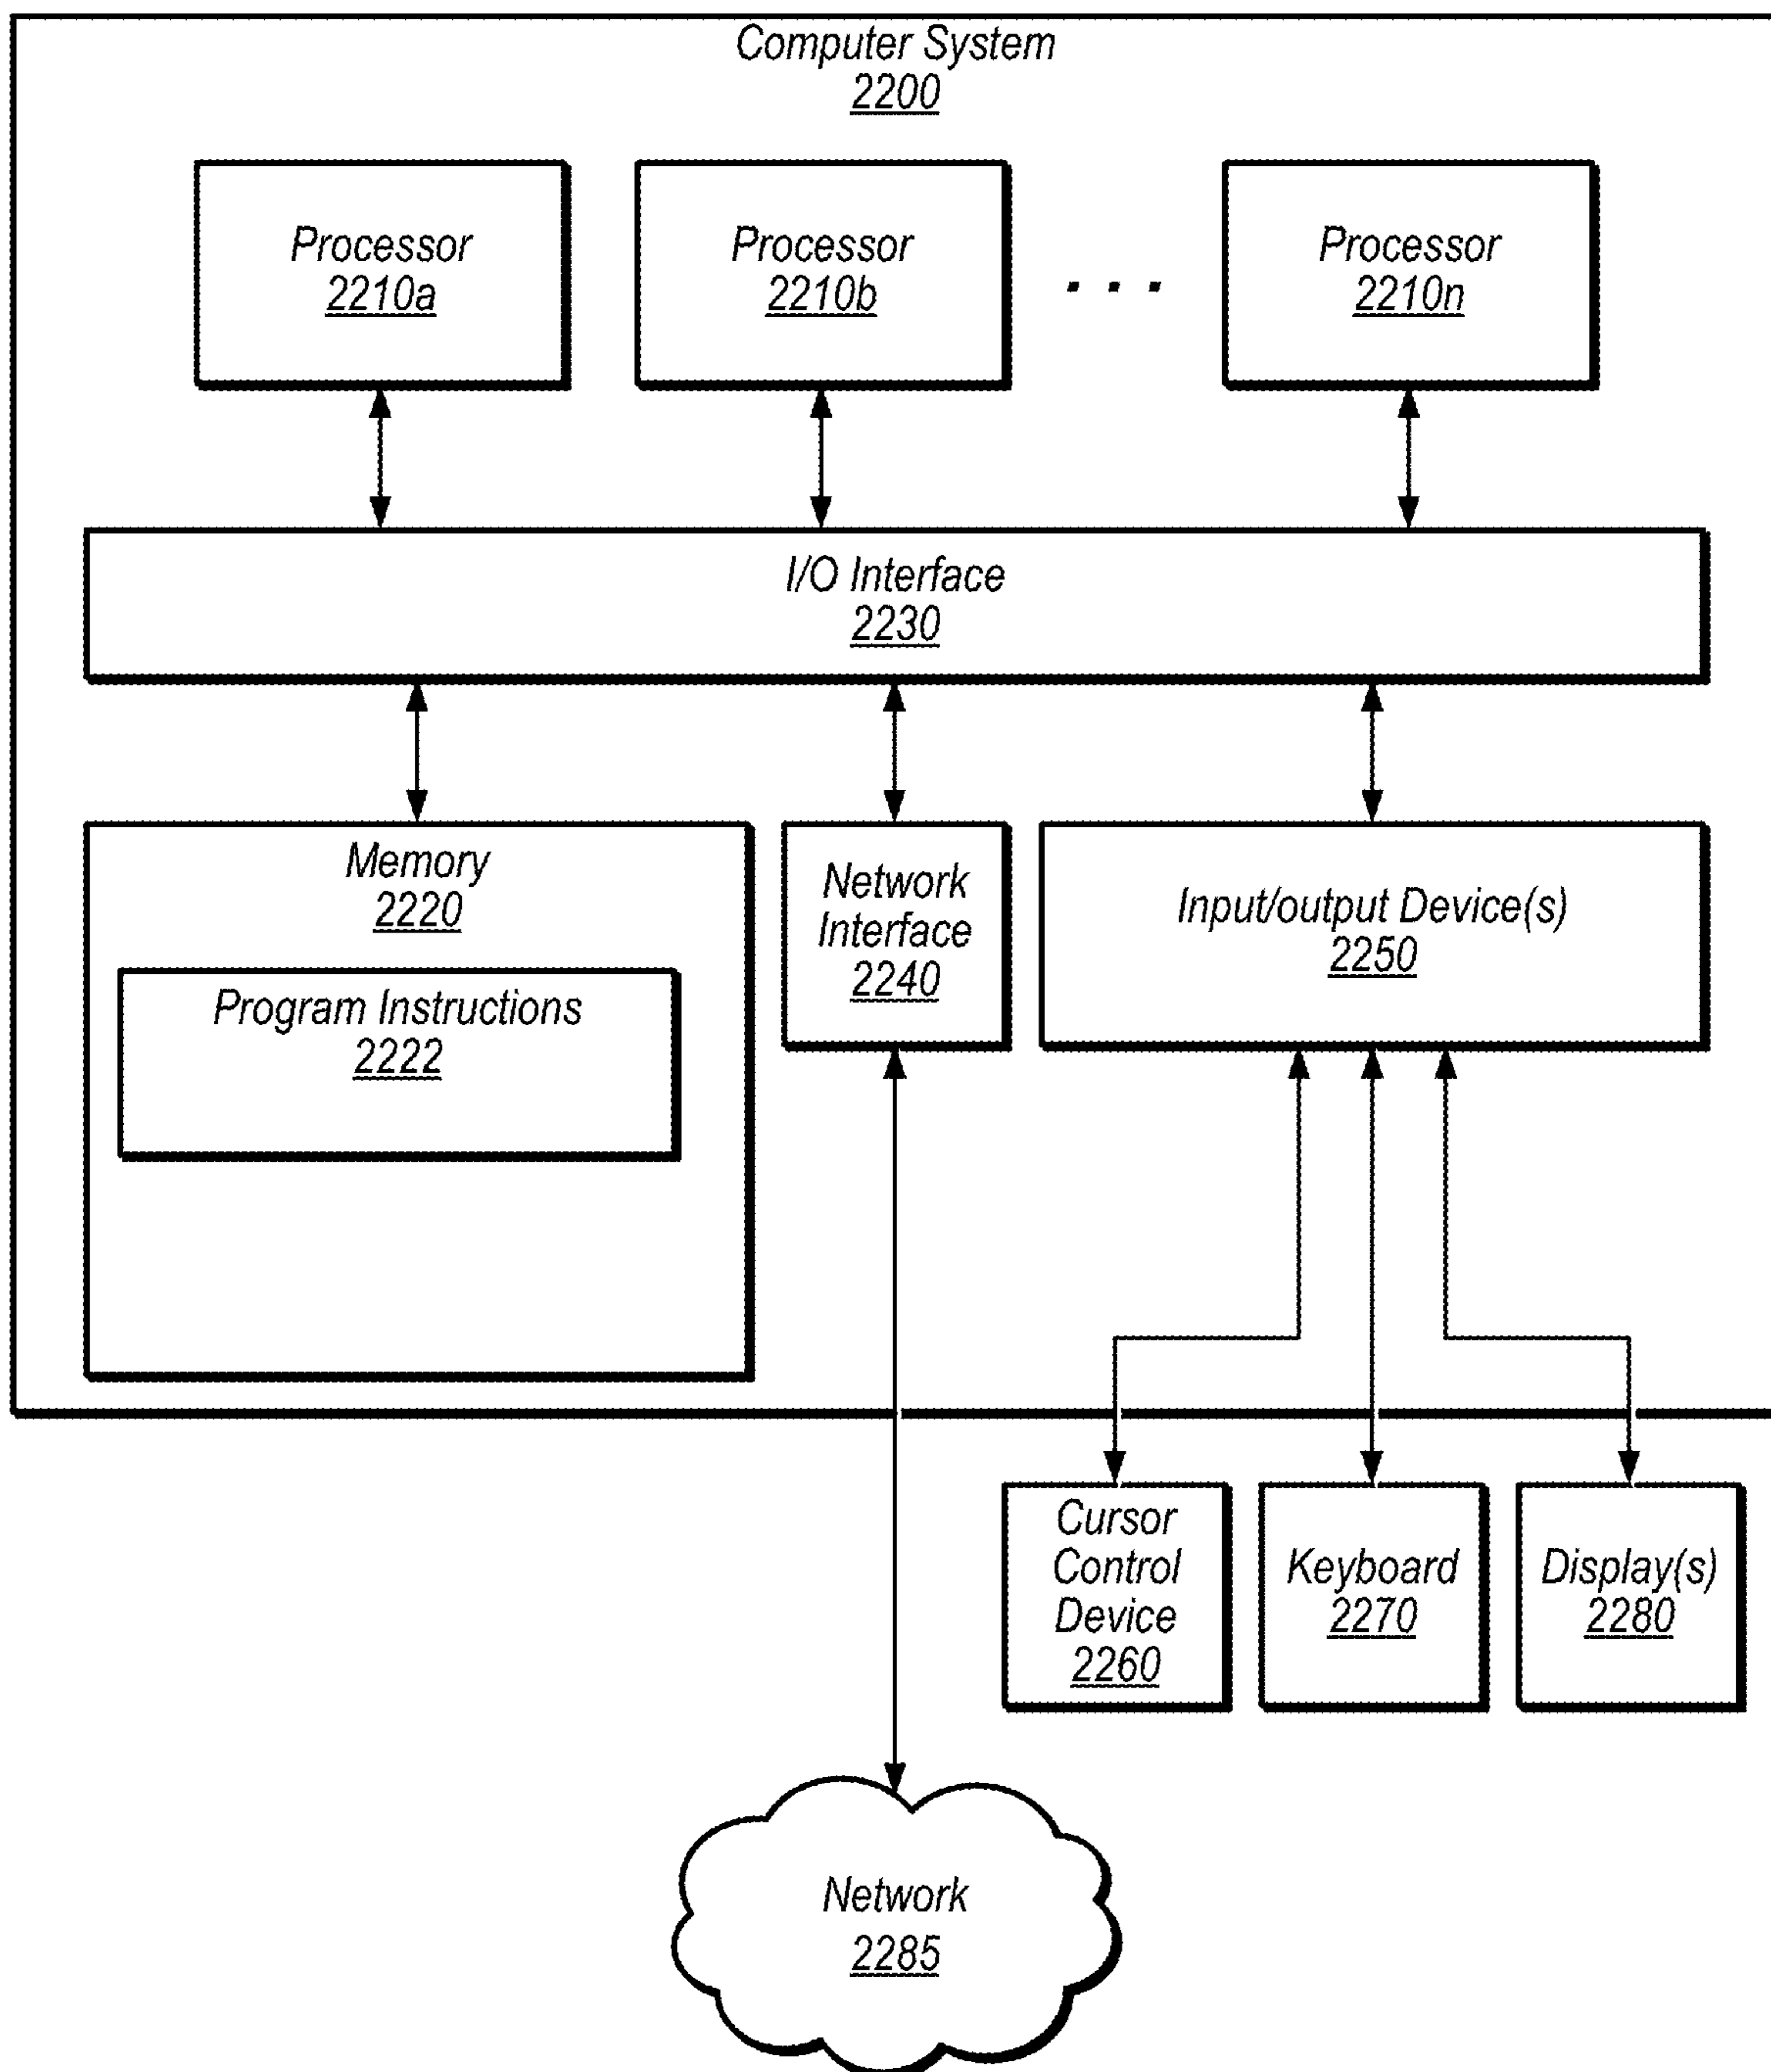 Computer System
2200
Processor
2210a
Processor
2210b
. . .
Processor
2210n
I/O Interface
2230
Memory
2220
Program Instructions
2222
Network
Interface
2240
Input/output Device(s)
2250
Cursor
Control
Device
2260
Keyboard
2270
Display(s)
2280
Network
2285